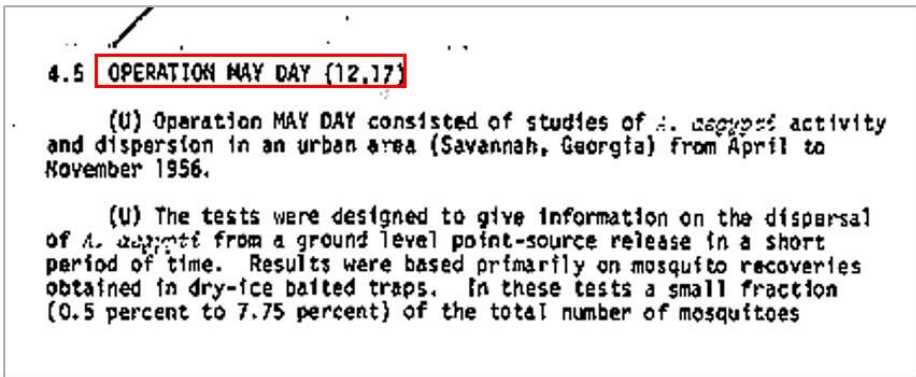 4.5 OPERATION MAY DAY (12,17)
(U) Operation MAY DAY consisted of studies of A. aegypti activity
and dispersion in an urban area (Savannah, Georgia) from April to
November 1956.
(U) The tests were designed to give information on the dispersal
of A. aegypti from a ground level point-source release in a short
period of time. Results were based primarily on mosquito recoveries
obtained in dry-ice baited traps. In these tests a small fraction
(0.5 percent to 7.75 percent) of the total number of mosquitoes